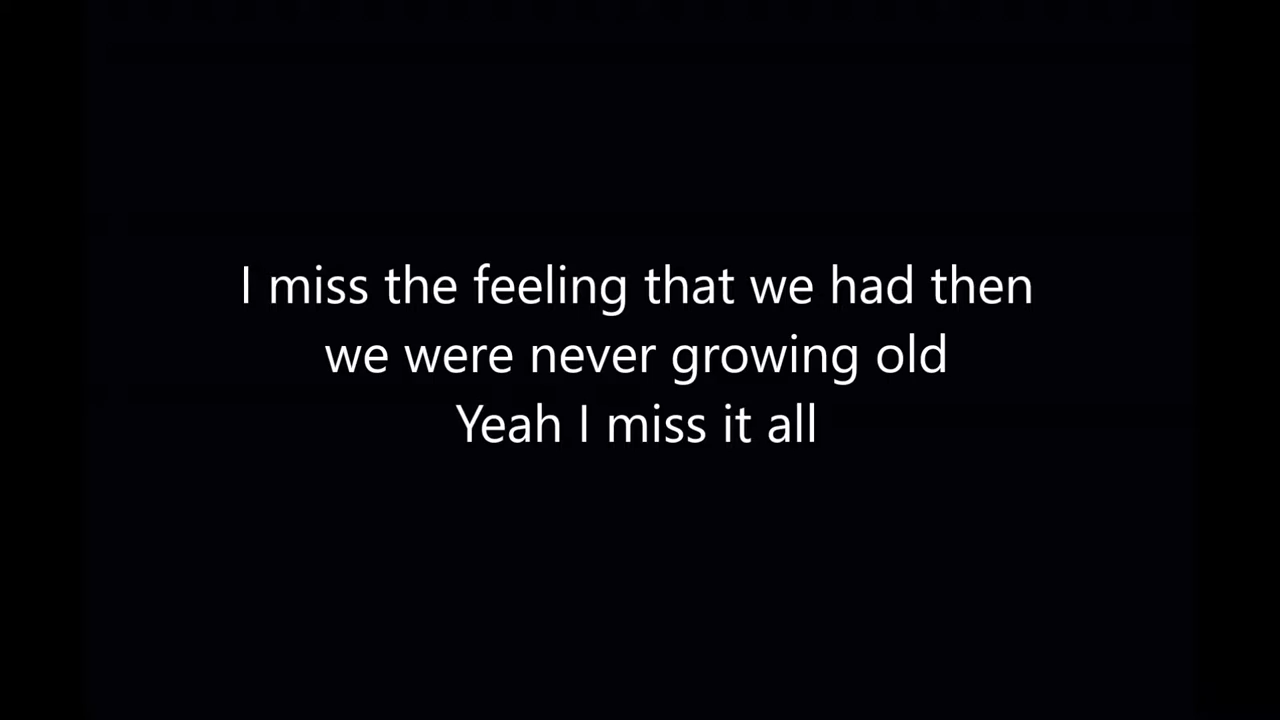 I miss the feeling that we had then
we were never growing old
Yeah I miss it all